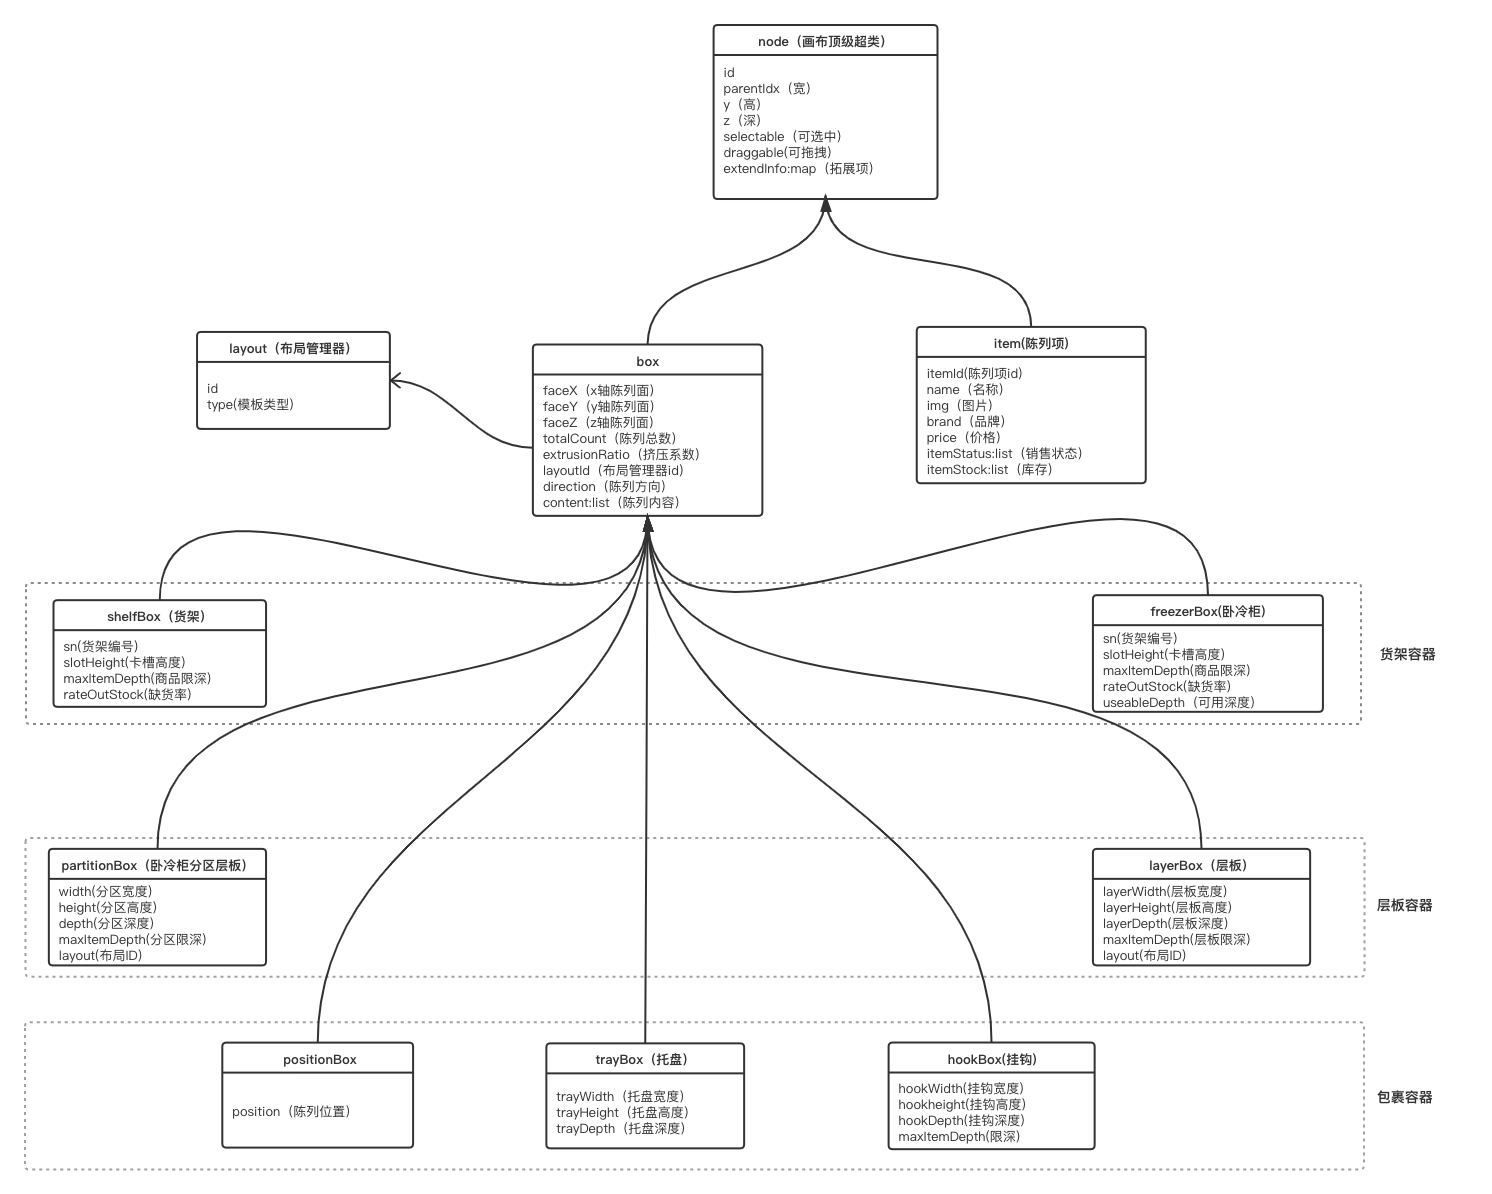 node（画布顶级超类）
id
parentIdx（宽）
y（高）
z（深）
selectable（可选中）
draggable(可拖拽)
extendInfo:map（拓展项）
layout（布局管理器）
id
type(模板类型)
box
faceX（x轴陈列面）
faceY（y轴陈列面）
faceZ（z轴陈列面）
totalCount（陈列总数）
extrusionRatio（挤压系数）
layoutId（布局管理器id）
direction（陈列方向）
content:list（陈列内容）
item(陈列项)
itemId(陈列项id)
name（名称）
img（图片）
brand（品牌）
price（价格）
itemStatus:list（销售状态）
itemStock:list（库存）
shelfBox（货架）
sn(货架编号)
slotHeight(卡槽高度)
maxItemDepth(商品限深)
rateOutStock(缺货率)
freezerBox(卧冷柜)
sn(货架编号)
slotHeight(卡槽高度)
maxItemDepth(商品限深)
rateOutStock(缺货率)
useableDepth（可用深度）
货架容器
partitionBox（卧冷柜分区层板）
width(分区宽度)
height(分区高度)
depth(分区深度)
maxItemDepth(分区限深)
layout(布局ID)
layerBox（层板）
layerWidth(层板宽度)
layerHeight(层板高度)
layerDepth(层板深度)
maxItemDepth(层板限深)
layout(布局ID)
层板容器
positionBox
position（陈列位置）
trayBox（托盘）
trayWidth（托盘宽度）
trayHeight（托盘高度）
trayDepth（托盘深度）
hookBox(挂钩)
hookWidth(挂钩宽度)
hookheight(挂钩高度)
hookDepth(挂钩深度)
maxItemDepth(限深)
包裹容器